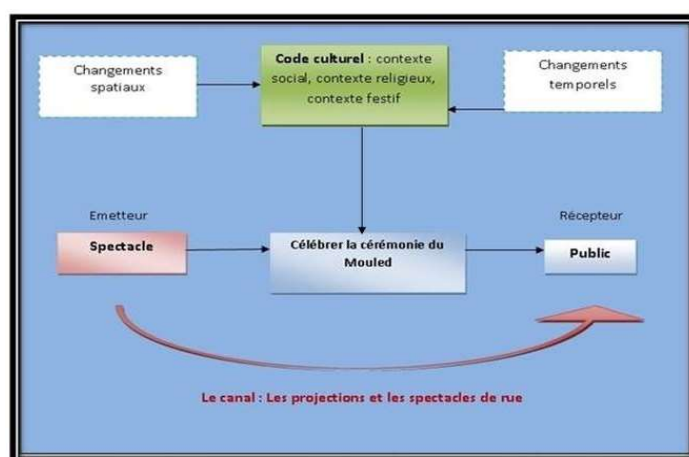 Changements
spatiaux
Code culturel : contexte
social, contexte religieux,
contexte festif
Changements
temporels
Emetteur
Récepteur
Spectacle
Célébrer la cérémonie du
Mouled
Public
Le canal : Les projections et les spectacles de rue